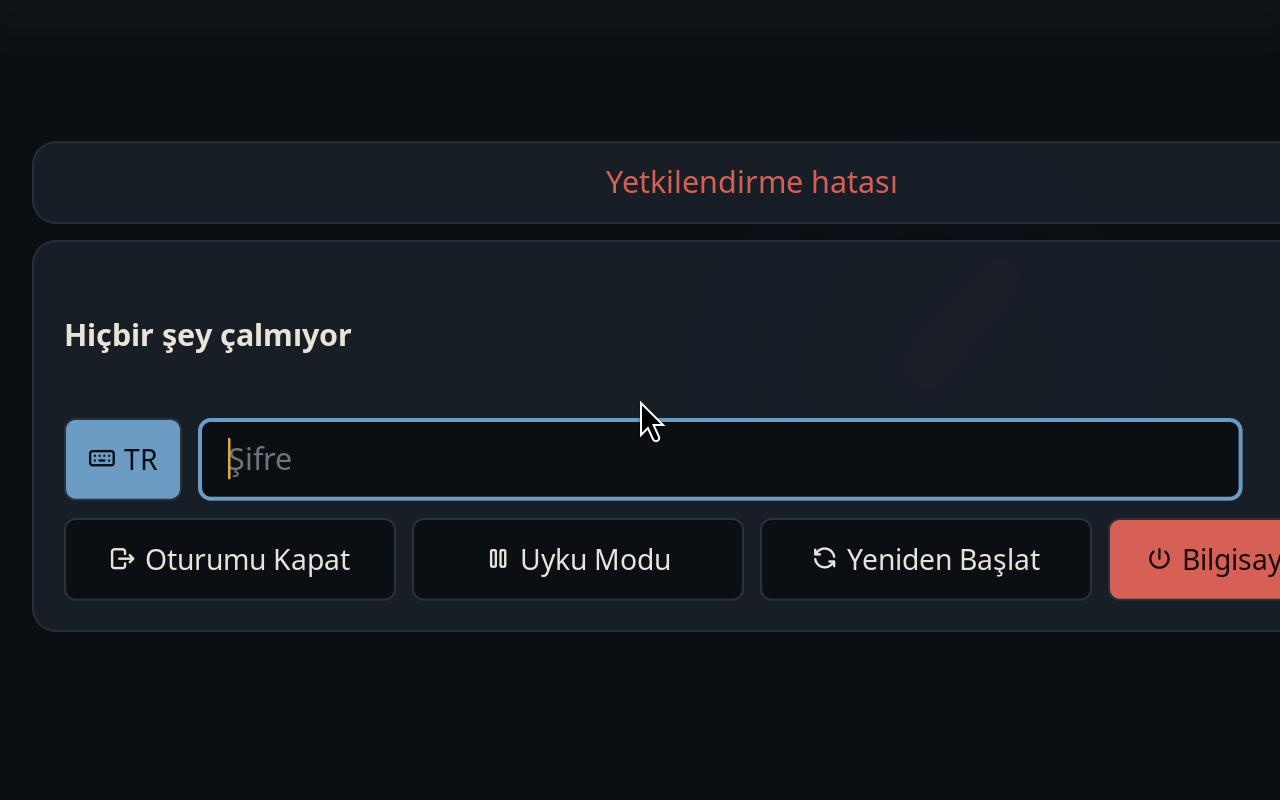 Yetkilendirme hatası
Hiçbir şey çalmıyor
TR Şifre
Oturumu Kapat Uyku Modu Yeniden Başlat